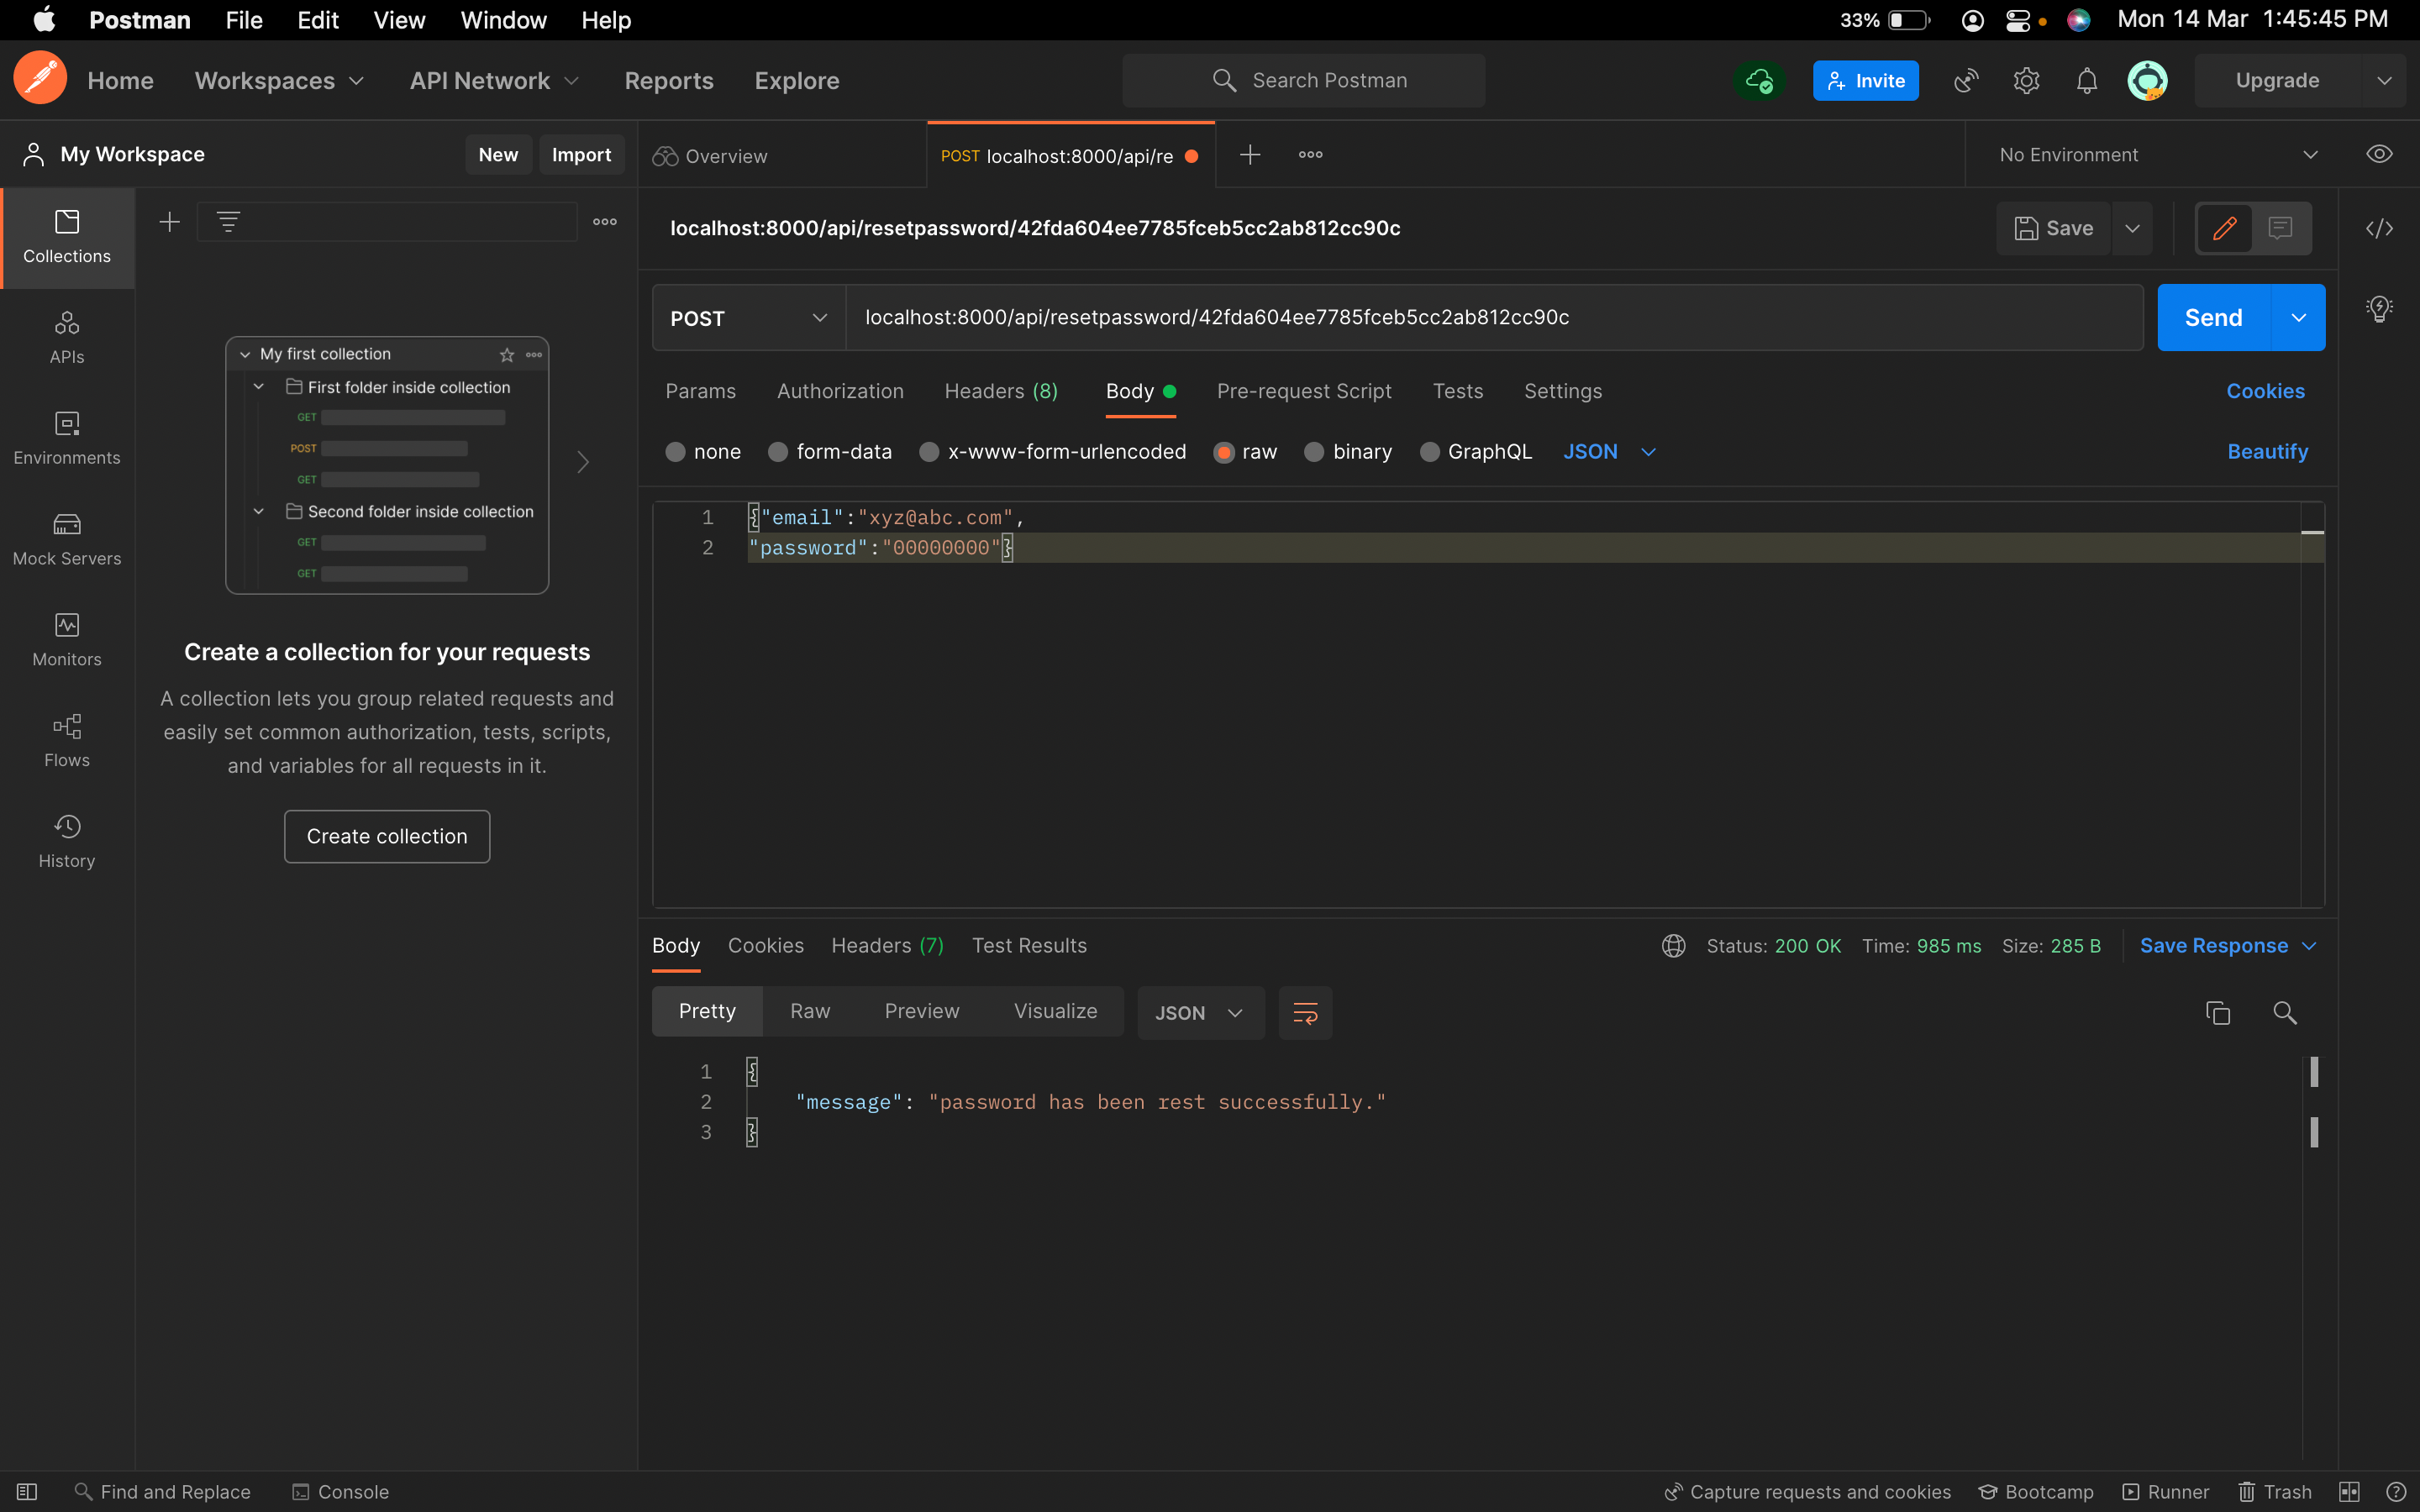 Postman File Edit View Window Help 33% Mon 14 Mar 1:45:45 PM
Home Workspaces API Network Reports Explore Search Postman Invite Upgrade
My Workspace New Import Overview POST localhost:8000/api/re No Environment
Collections
APIs
Environments
Mock Servers
Monitors
Flows
History
My first collection
First folder inside collection
GET
POST
GET
Second folder inside collection
GET
GET
Create a collection for your requests
A collection lets you group related requests and
easily set common authorization, tests, scripts,
and variables for all requests in it.
Create collection
localhost:8000/api/resetpassword/42fda604ee7785fceb5cc2ab812cc90c Save
POST localhost:8000/api/resetpassword/42fda604ee7785fceb5cc2ab812cc90c Send
Params Authorization Headers (8) Body Pre-request Script Tests Settings Cookies
none form-data x-www-form-urlencoded raw binary GraphQL JSON Beautify
1 {"email":"xyz@abc.com",
2 "password":"00000000"}
Body Cookies Headers (7) Test Results Status: 200 OK Time: 985 ms Size: 285 B Save Response
Pretty Raw Preview Visualize JSON
1 {
2 "message": "password has been rest successfully."
3 }
Find and Replace Console Capture requests and cookies Bootcamp Runner Trash